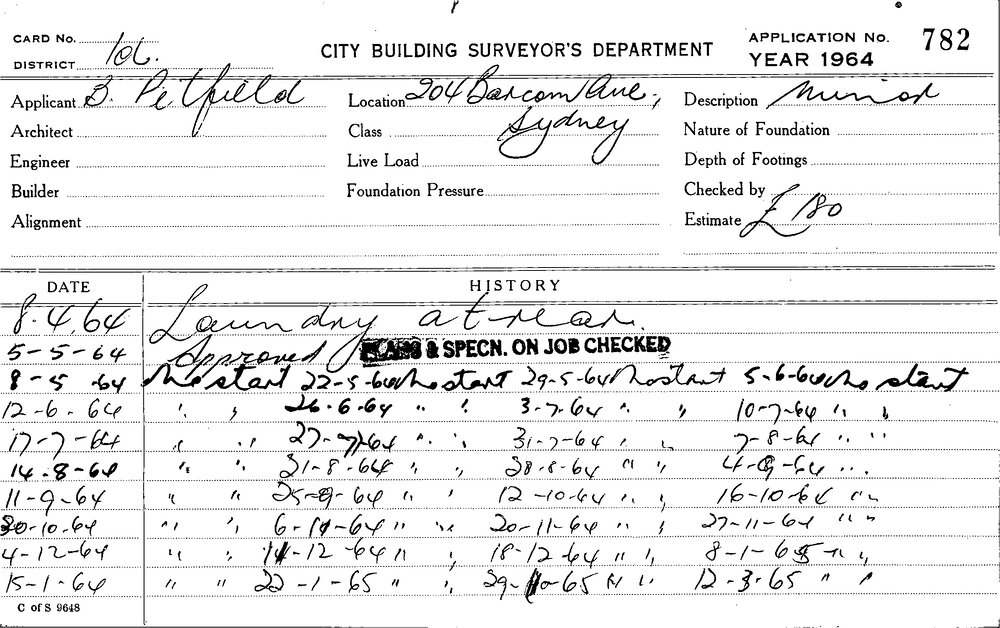 CARD No.
DISTRICT
CITY BUILDING SURVEYOR'S DEPARTMENT
APPLICATION No. 782
YEAR 1964
Applicant B. Petfield Location 204 Barcom Ave., Description Minor
Architect Class Sydney Nature of Foundation
Engineer Live Load Depth of Footings
Builder Foundation Pressure Checked by
Alignment Estimate £180
DATE HISTORY
8.4.64 Laundry at rear.
5-5-64 Approved PLANS & SPECN. ON JOB CHECKED
8-5-64 No start 22-5-64 No start 29-5-64 No start 5-6-64 No start
12-6-64 " " 26-6-64 " " 3-7-64 " " 10-7-64 " "
17-7-64 " " 27-7-64 " " 31-7-64 " " 7-8-64 " "
14-8-64 " " 21-8-64 " " 28-8-64 " " 4-9-64 " "
11-9-64 " " 25-9-64 " " 12-10-64 " " 16-10-64 " "
30-10-64 " " 6-11-64 " " 20-11-64 " " 27-11-64 " "
4-12-64 " " 11-12-64 " " 18-12-64 " " 8-1-65 " "
15-1-64 " " 22-1-65 " " 29-10-65 " " 12-3-65 " "
C of S 9648